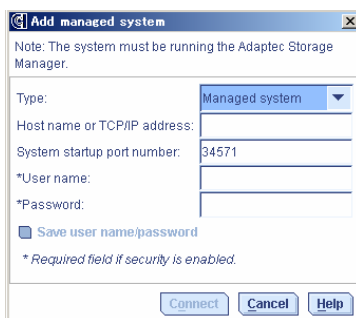 Add managed system
Note: The system must be running the Adaptec Storage
Manager.
Type: Managed system
Host name or TCP/IP address:
System startup port number: 34571
*User name:
*Password:
Save user name/password
* Required field if security is enabled.
Connect Cancel Help